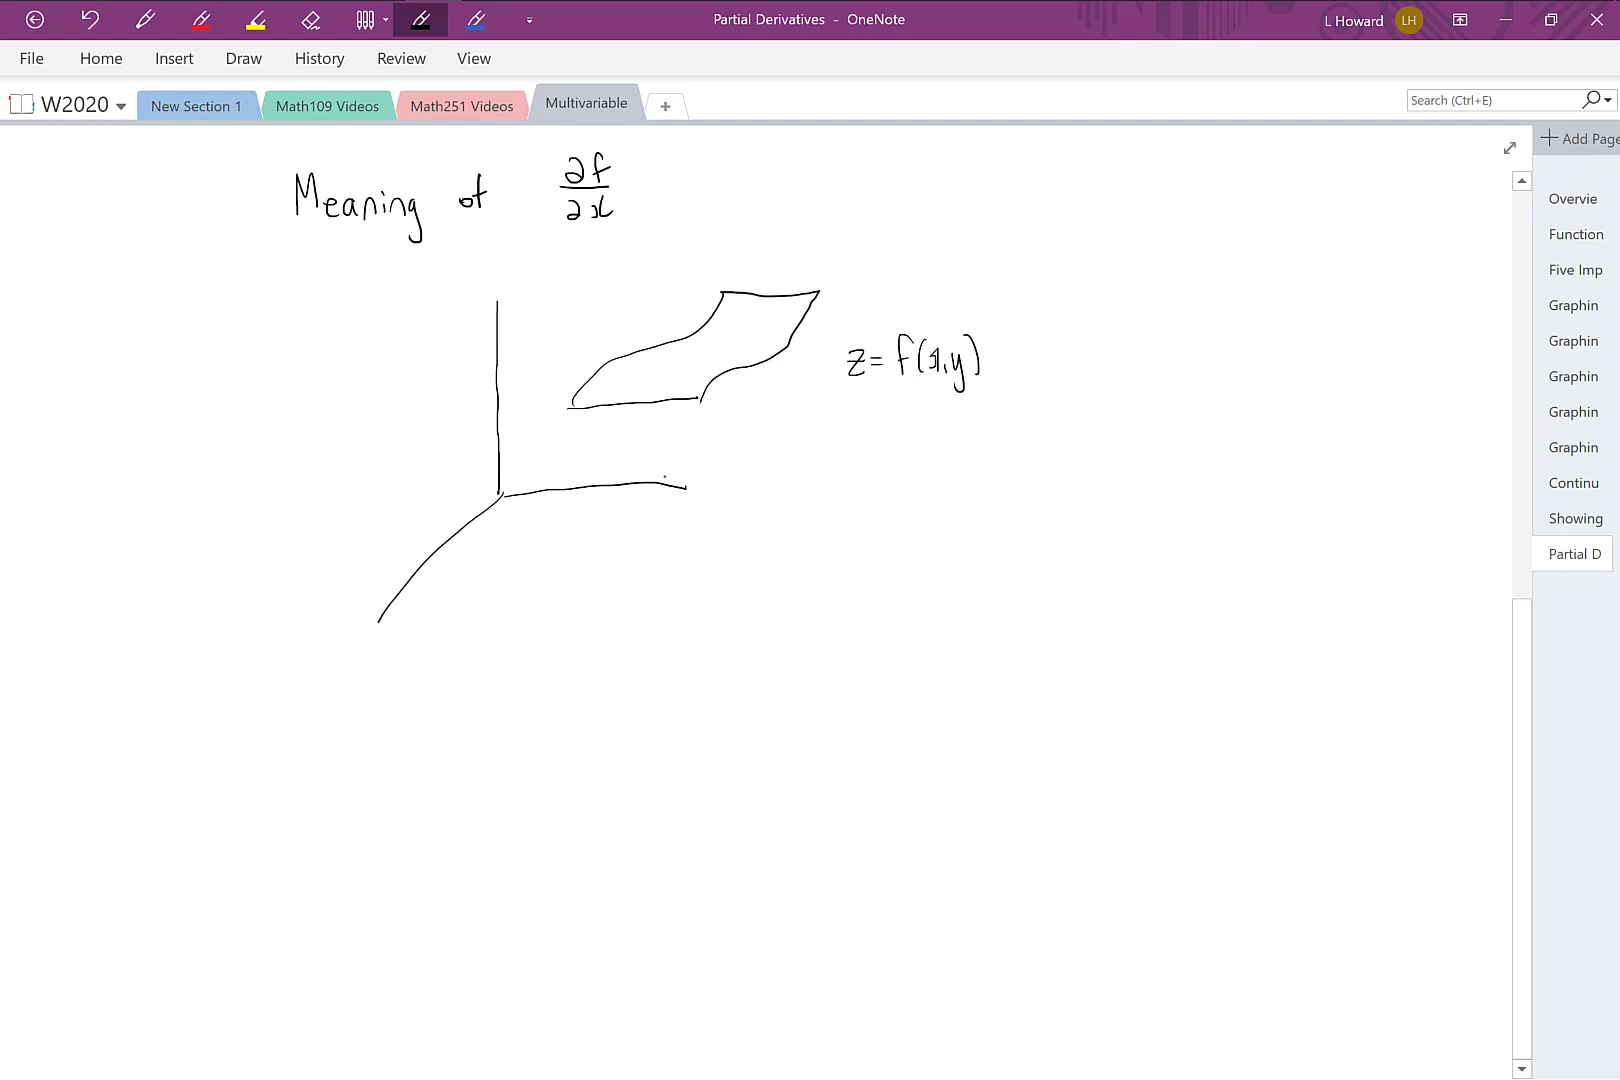 Partial Derivatives - OneNote
L Howard LH
File Home Insert Draw History Review View
W2020 New Section 1 Math109 Videos Math251 Videos Multivariable
Search (Ctrl+E)
Add Page
Meaning of ∂f/∂x
z = f(x,y)
Overvie
Function
Five Imp
Graphin
Graphin
Graphin
Graphin
Graphin
Continu
Showing
Partial D